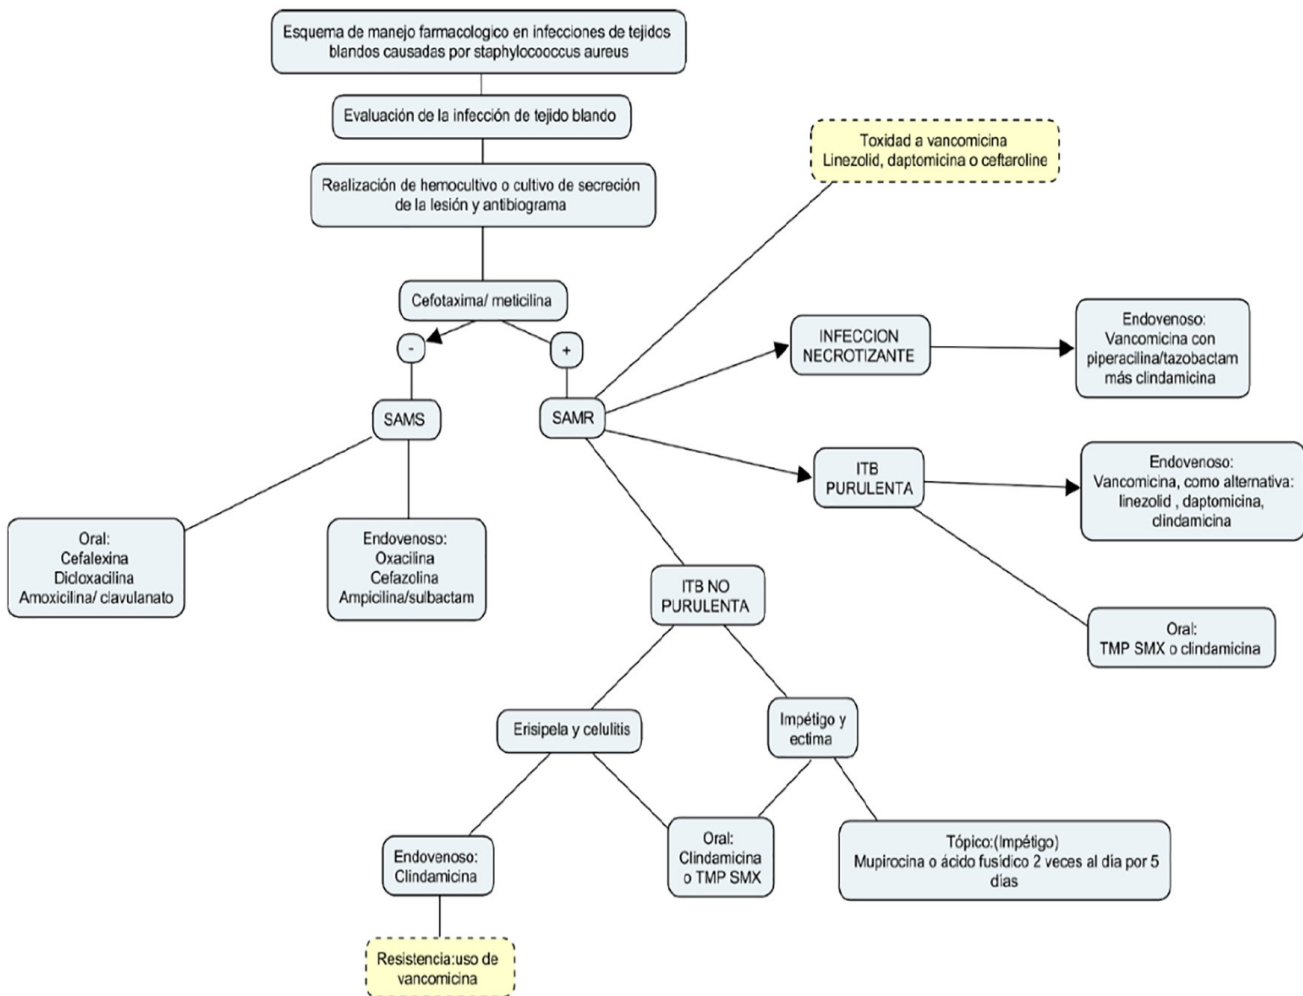 Esquema de manejo farmacologico en infecciones de tejidos
blandos causadas por staphylocooccus aureus
Evaluación de la infección de tejido blando
Realización de hemocultivo o cultivo de secreción
de la lesión y antibiograma
Toxidad a vancomicina
Linezolid, daptomicina o ceftaroline
Cefotaxima/ meticilina
-
+
SAMS
SAMR
INFECCION
NECROTIZANTE
Endovenoso:
Vancomicina con
piperacilina/tazobactam
más clindamicina
ITB
PURULENTA
Endovenoso:
Vancomicina, como alternativa:
linezolid , daptomicina,
clindamicina
Oral:
TMP SMX o clindamicina
Oral:
Cefalexina
Dicloxacilina
Amoxicilina/ clavulanato
Endovenoso:
Oxacilina
Cefazolina
Ampicilina/sulbactam
ITB NO
PURULENTA
Erisipela y celulitis
Impétigo y
ectima
Endovenoso:
Clindamicina
Oral:
Clindamicina
o TMP SMX
Tópico:(Impétigo)
Mupirocina o ácido fusídico 2 veces al día por 5
días
Resistencia:uso de
vancomicina